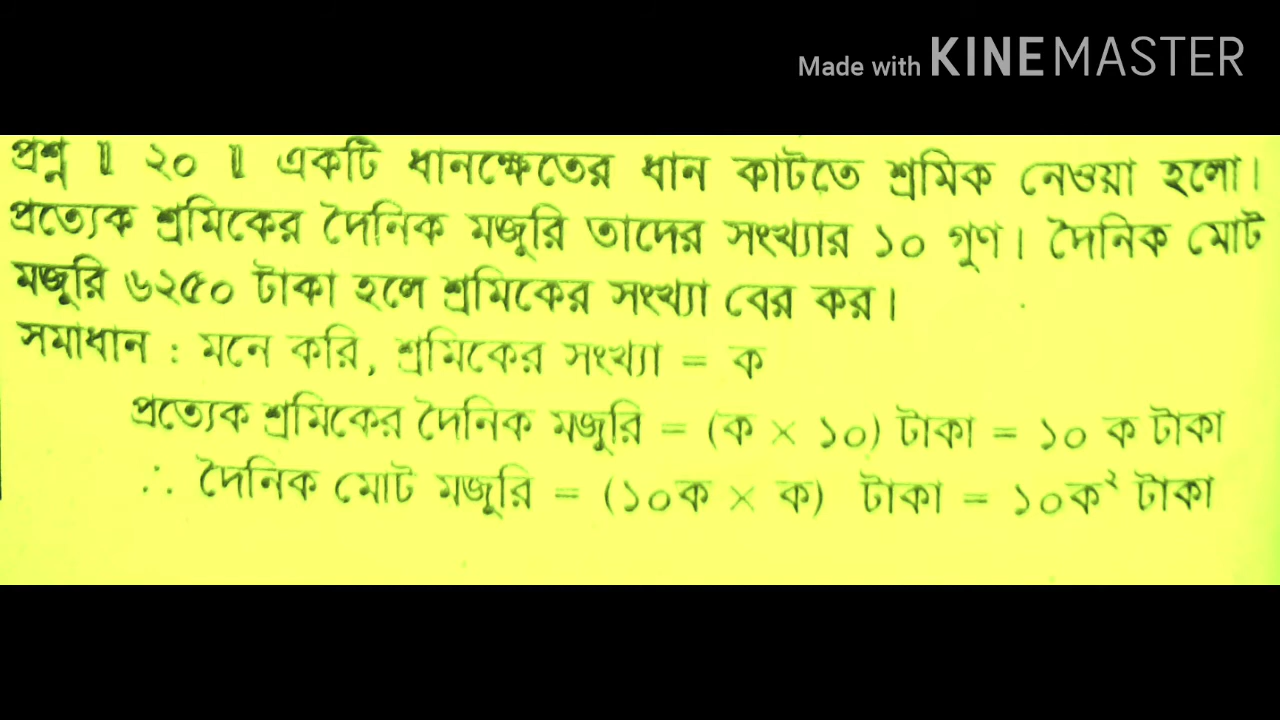 Made with KINEMASTER
প্রশ্ন ॥ ২০ ॥ একটি ধানক্ষেতের ধান কাটতে শ্রমিক নেওয়া হলো।
প্রত্যেক শ্রমিকের দৈনিক মজুরি তাদের সংখ্যার ১০ গুণ। দৈনিক মোট
মজুরি ৬২৫০ টাকা হলে শ্রমিকের সংখ্যা বের কর।
সমাধান : মনে করি, শ্রমিকের সংখ্যা = ক
প্রত্যেক শ্রমিকের দৈনিক মজুরি = (ক × ১০) টাকা = ১০ ক টাকা
∴ দৈনিক মোট মজুরি = (১০ক × ক) টাকা = ১০ক² টাকা